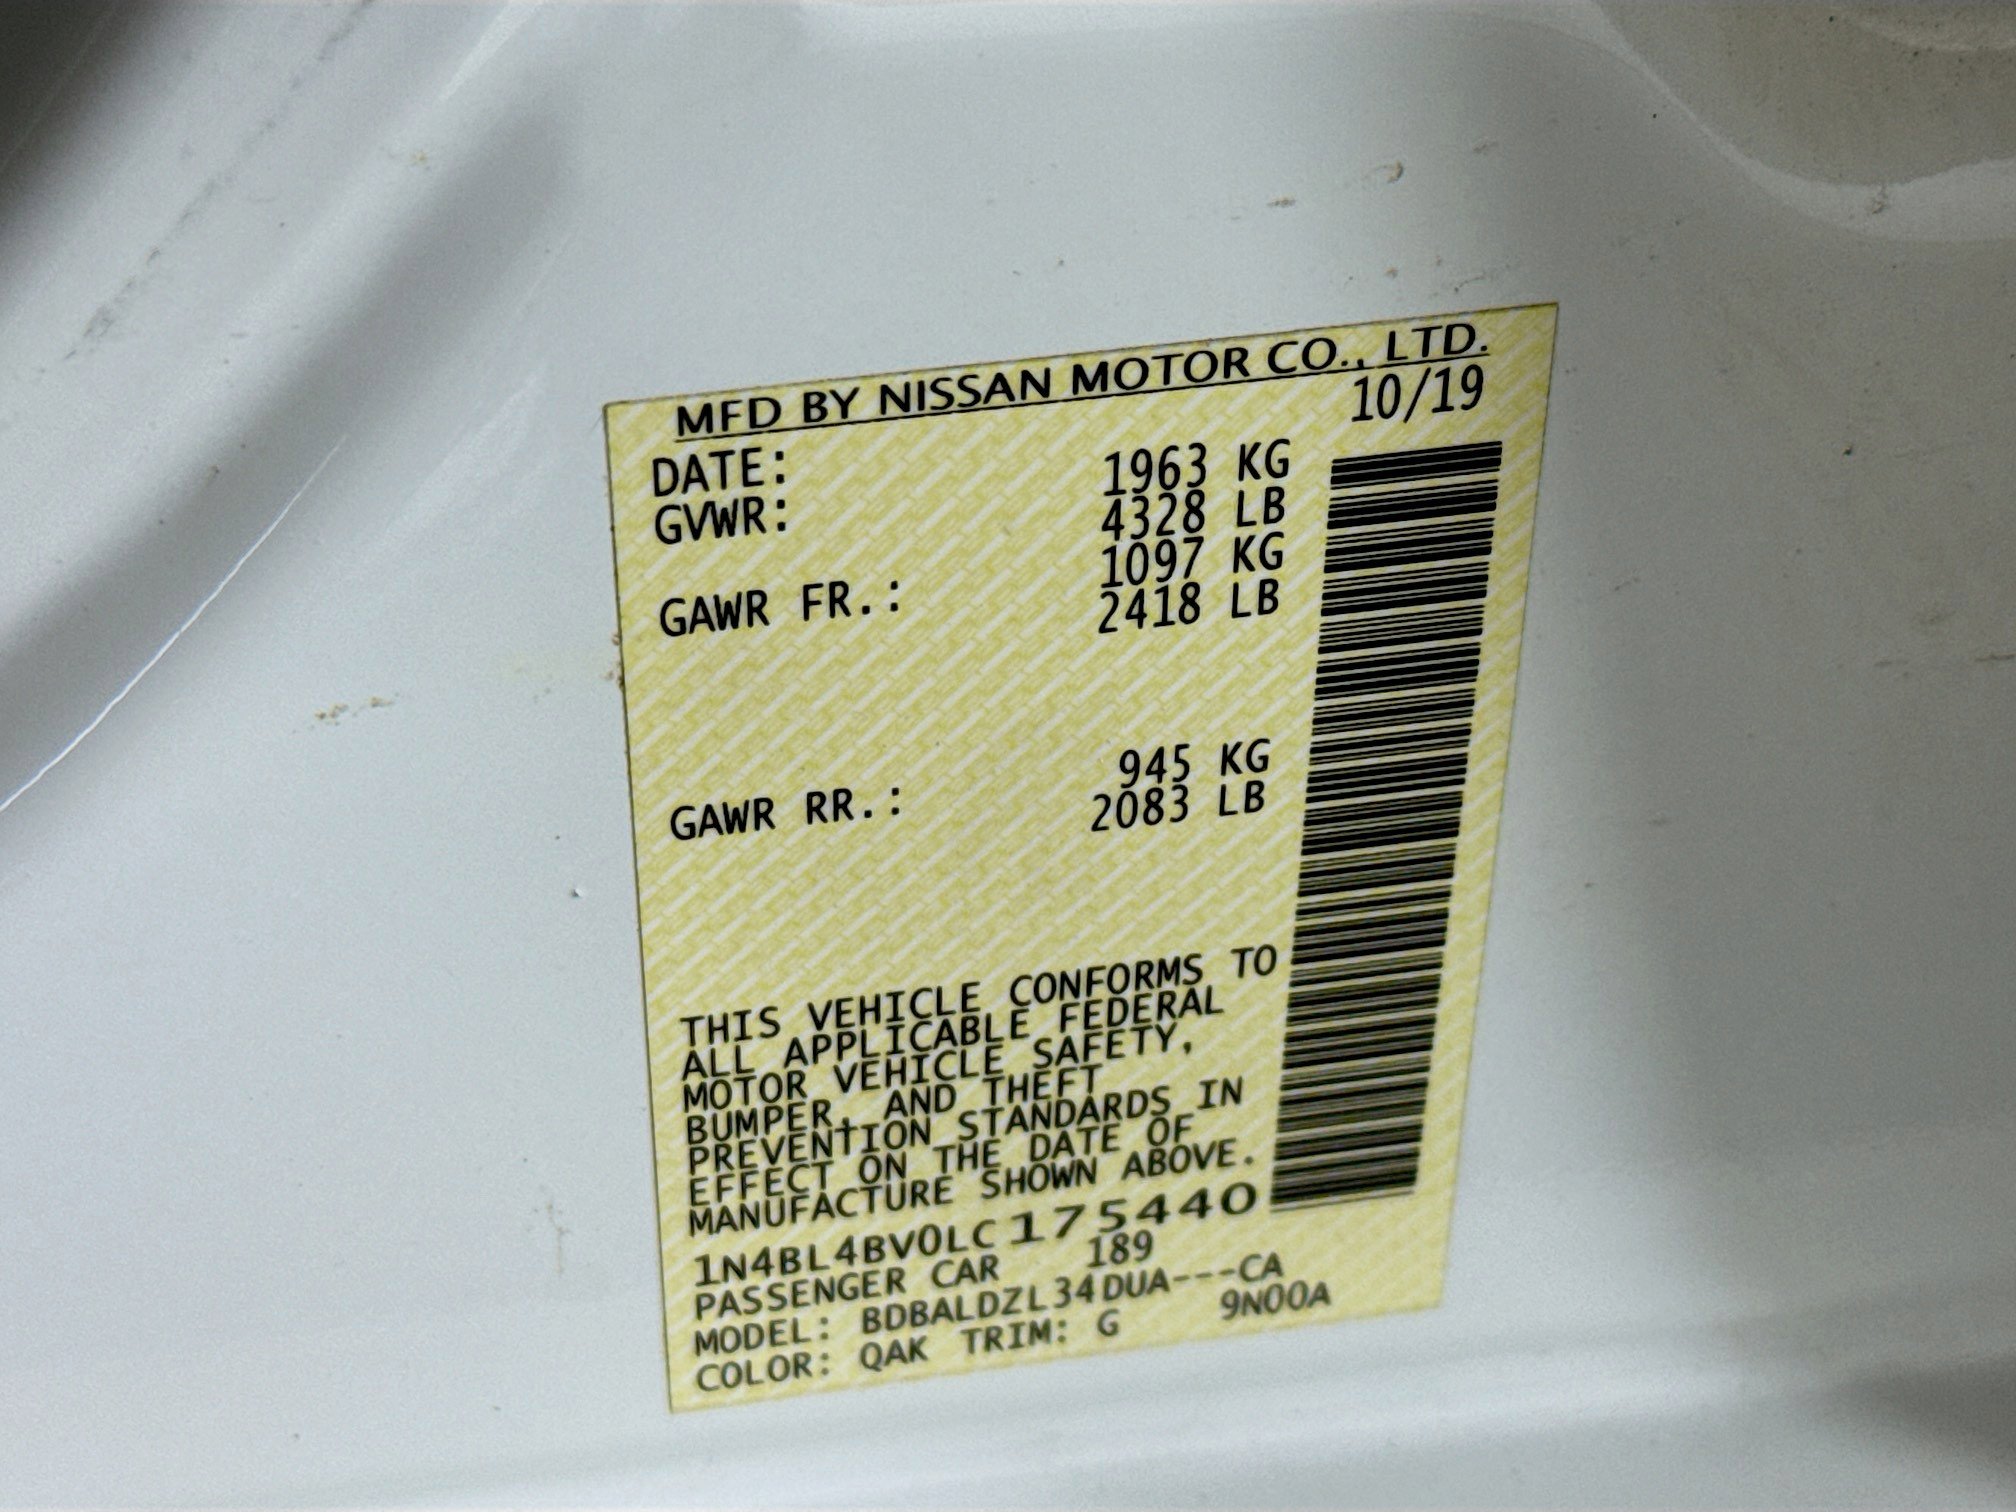 MFD BY NISSAN MOTOR CO., LTD.
DATE: 10/19
GVWR: 1963 KG
4328 LB
GAWR FR.: 1097 KG
2418 LB
GAWR RR.: 945 KG
2083 LB
THIS VEHICLE CONFORMS TO
ALL APPLICABLE FEDERAL
MOTOR VEHICLE SAFETY,
BUMPER, AND THEFT
PREVENTION STANDARDS IN
EFFECT ON THE DATE OF
MANUFACTURE SHOWN ABOVE.
1N4BL4BV0LC175440
PASSENGER CAR 189
MODEL: BDBALDZL34DUA---CA
COLOR: QAK TRIM: G 9N00A